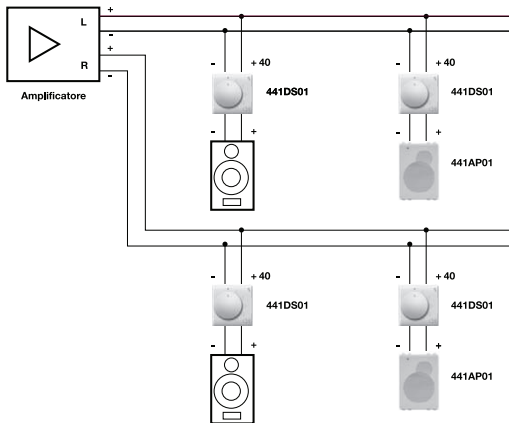 +
L
-
+
R
-
Amplificatore
- + 40
441DS01
- +
- + 40
441DS01
- +
441AP01
- + 40
441DS01
- +
- + 40
441DS01
- +
441AP01